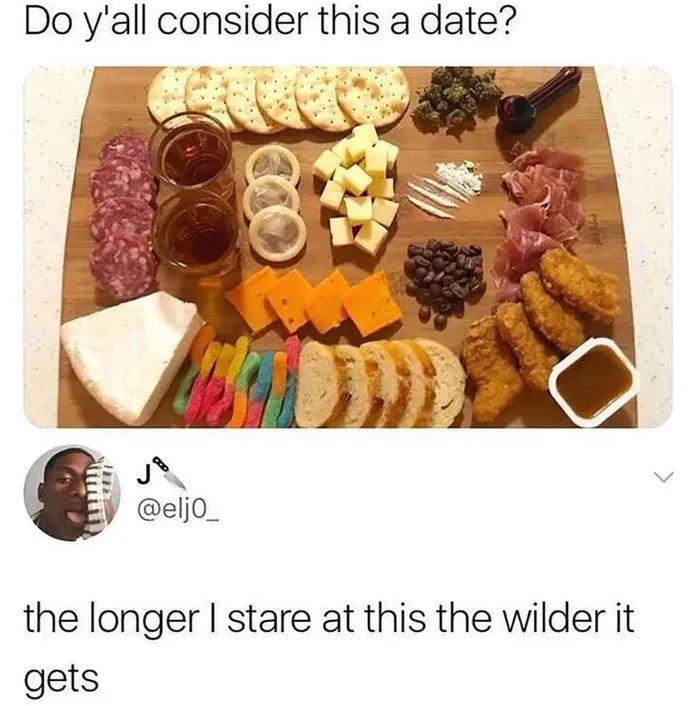 Do y'all consider this a date?
J
@elj0_
the longer I stare at this the wilder it
gets